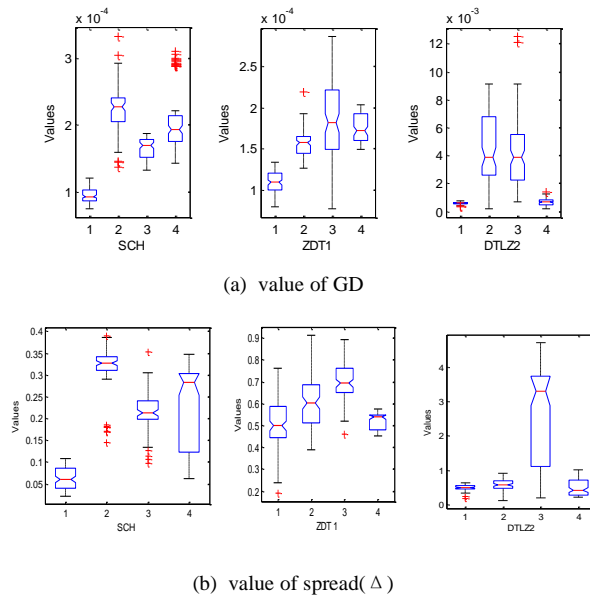 x 10⁻⁴
x 10⁻⁴
x 10⁻³
Values
3
2
1
1 2 3 4
SCH
Values
2.5
2
1.5
1
1 2 3 4
ZDT1
Values
12
10
8
6
4
2
0
1 2 3 4
DTLZ2
(a) value of GD
Values
0.4
0.35
0.3
0.25
0.2
0.15
0.1
0.05
1 2 3 4
SCH
Values
0.9
0.8
0.7
0.6
0.5
0.4
0.3
0.2
1 2 3 4
ZDT1
Values
4
3
2
1
0
1 2 3 4
DTLZ2
(b) value of spread(Δ)